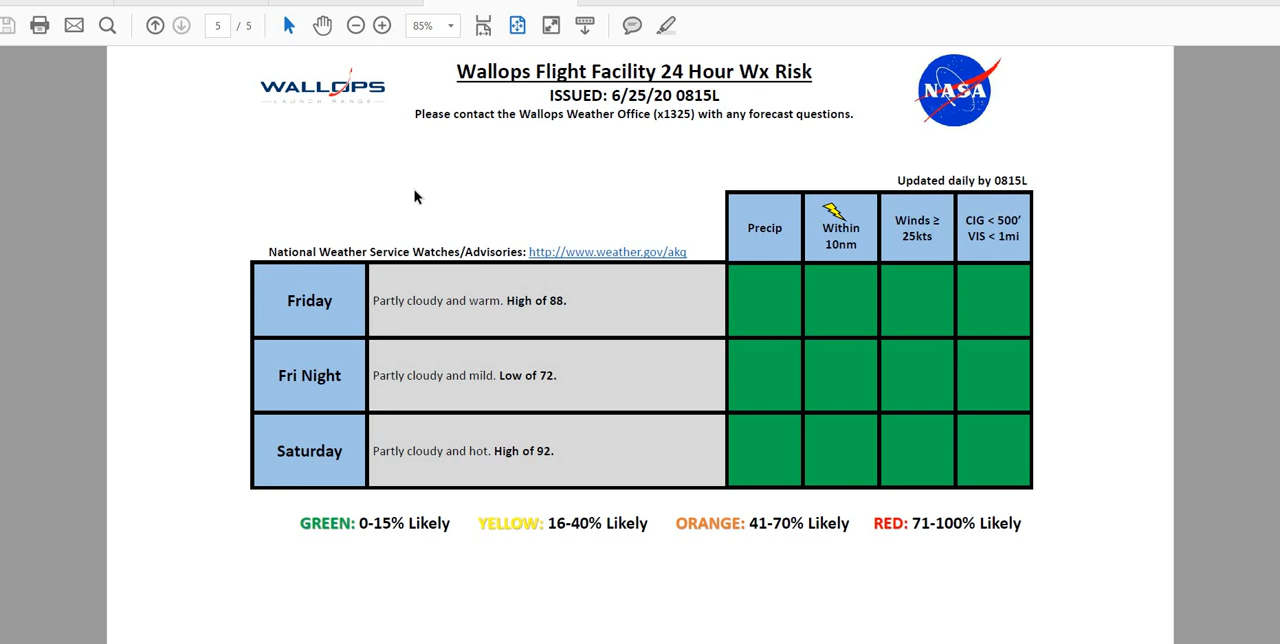 5 / 5
85%
WALLOPS
LAUNCH RANGE
Wallops Flight Facility 24 Hour Wx Risk
ISSUED: 6/25/20 0815L
Please contact the Wallops Weather Office (x1325) with any forecast questions.
NASA
Updated daily by 0815L
National Weather Service Watches/Advisories: http://www.weather.gov/akq
Precip
Within
10nm
Winds ≥
25kts
CIG < 500’
VIS < 1mi
Friday
Partly cloudy and warm. High of 88.
Fri Night
Partly cloudy and mild. Low of 72.
Saturday
Partly cloudy and hot. High of 92.
GREEN: 0-15% Likely YELLOW: 16-40% Likely ORANGE: 41-70% Likely RED: 71-100% Likely